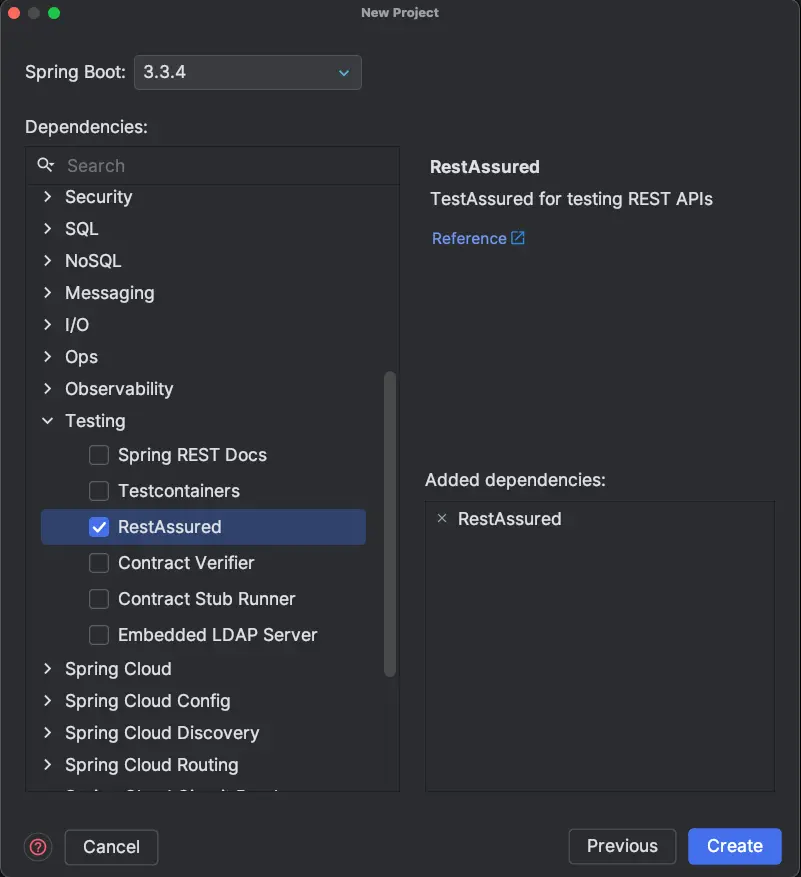 New Project
Spring Boot: 3.3.4
Dependencies:
Search
Security
SQL
NoSQL
Messaging
I/O
Ops
Observability
Testing
Spring REST Docs
Testcontainers
RestAssured
Contract Verifier
Contract Stub Runner
Embedded LDAP Server
Spring Cloud
Spring Cloud Config
Spring Cloud Discovery
Spring Cloud Routing
RestAssured
TestAssured for testing REST APIs
Reference
Added dependencies:
× RestAssured
?
Cancel
Previous
Create